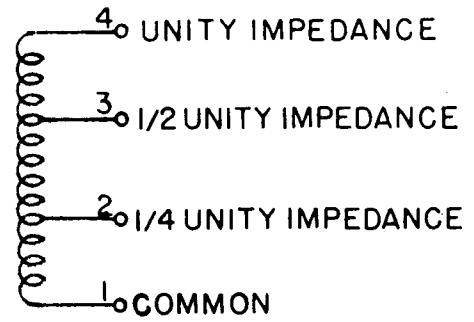 4 UNITY IMPEDANCE
3 1/2 UNITY IMPEDANCE
2 1/4 UNITY IMPEDANCE
1 COMMON